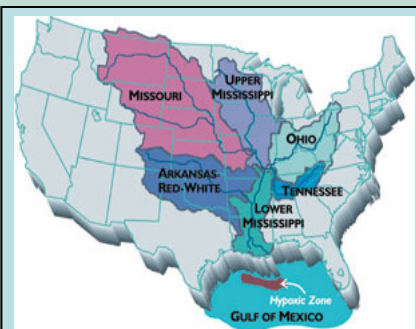 MISSOURI
UPPER
MISSISSIPPI
OHIO
ARKANSAS-
RED-WHITE
TENNESSEE
LOWER
MISSISSIPPI
Hypoxic Zone
GULF OF MEXICO